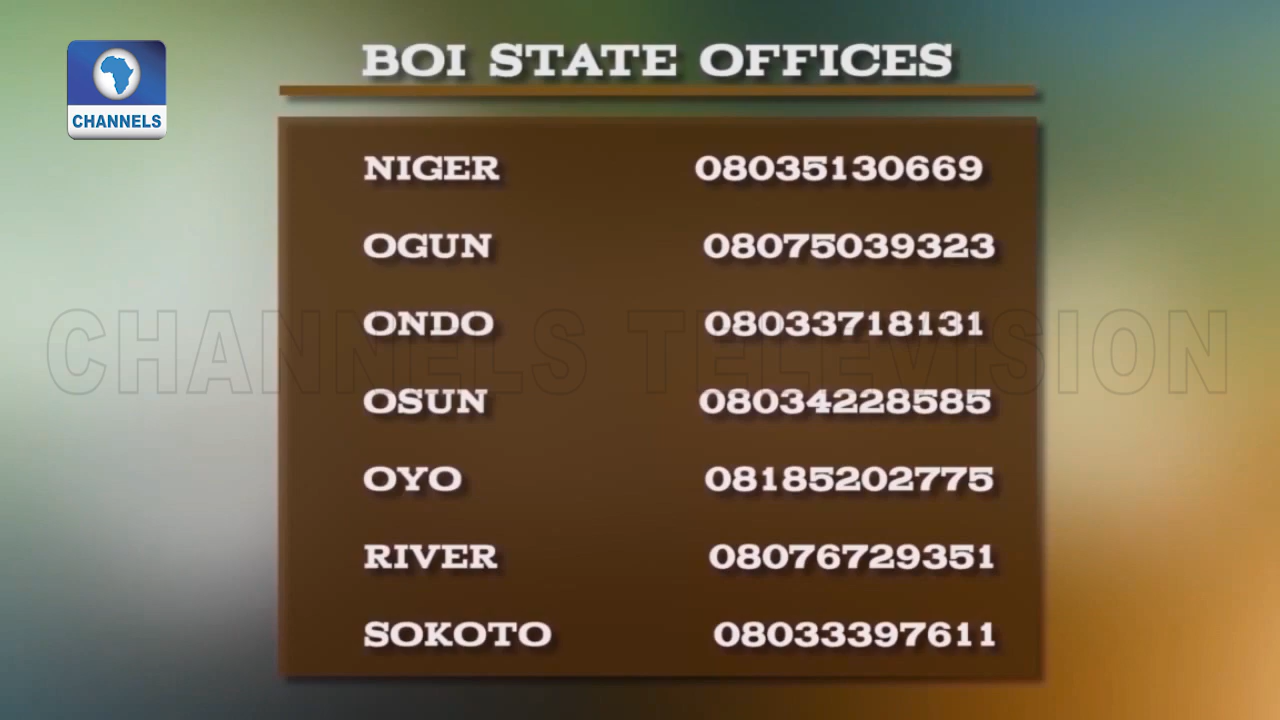 BOI STATE OFFICES
CHANNELS
NIGER 08035130669
OGUN 08075039323
ONDO 08033718131
CHANNELS TELEVISION
OSUN 08034228585
OYO 08185202775
RIVER 08076729351
SOKOTO 08033397611